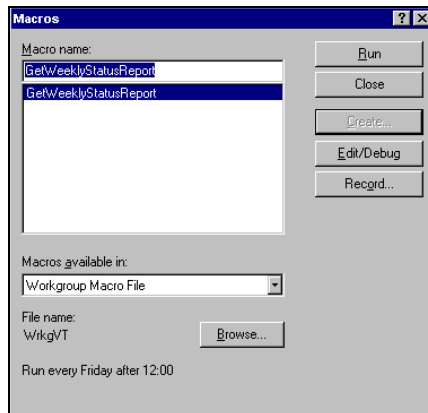 Macros
Macro name:
GetWeeklyStatusReport
GetWeeklyStatusReport
Run
Close
Create...
Edit/Debug
Record...
Macros available in:
Workgroup Macro File
File name:
WrkgVT
Browse...
Run every Friday after 12:00